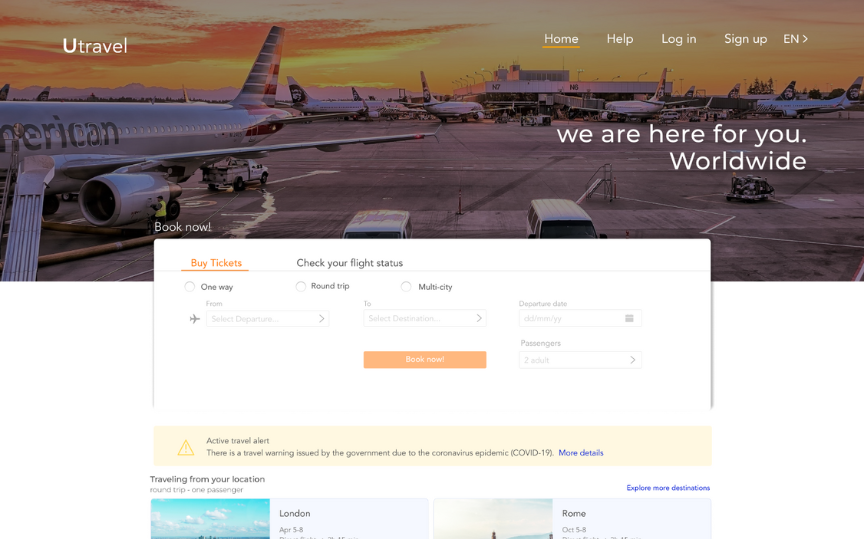 Utravel
Home
Help
Log in
Sign up
EN >
merican
N7
N6
we are here for you.
Worldwide
Book now!
Buy Tickets
Check your flight status
One way
Round trip
Multi-city
From
To
Departure date
Select Departure...
Select Destination...
dd/mm/yy
Passengers
Book now!
2 adult
Active travel alert
There is a travel warning issued by the government due to the coronavirus epidemic (COVID-19). More details
Traveling from your location
round trip - one passenger
Explore more destinations
London
Rome
Apr 5-8
Oct 5-8